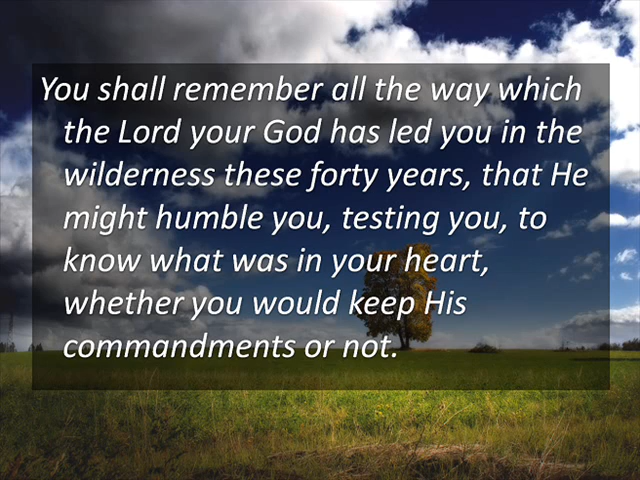 You shall remember all the way which
the Lord your God has led you in the
wilderness these forty years, that He
might humble you, testing you, to
know what was in your heart,
whether you would keep His
commandments or not.